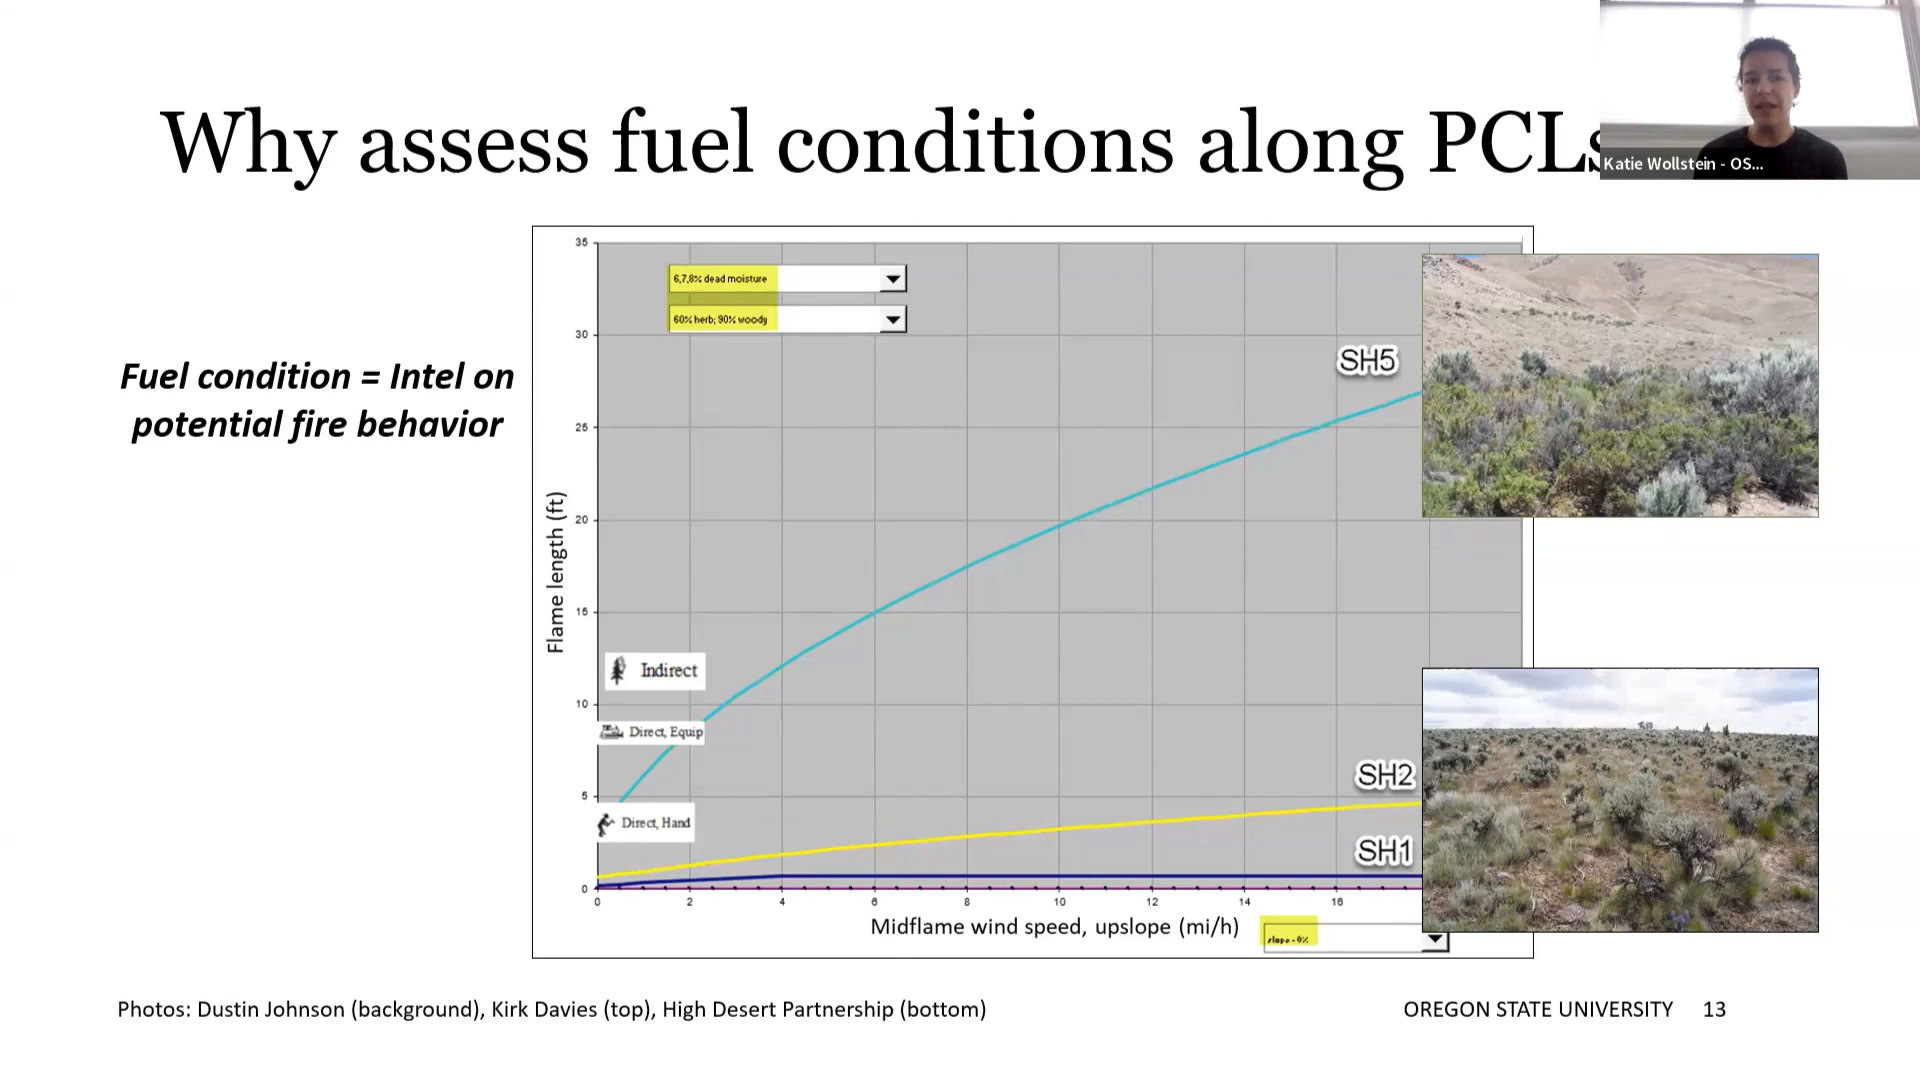 Why assess fuel conditions along PCLs
Katie Wollstein - OS...
Fuel condition = Intel on
potential fire behavior
Flame length (ft)
35
30
25
20
15
10
5
0
6,7,8% dead moisture
60% herb; 90% woody
SH5
Indirect
Direct, Equip
Direct, Hand
SH2
SH1
0 2 4 6 8 10 12 14 16
Midflame wind speed, upslope (mi/h)
slope - 0%
Photos: Dustin Johnson (background), Kirk Davies (top), High Desert Partnership (bottom)
OREGON STATE UNIVERSITY 13